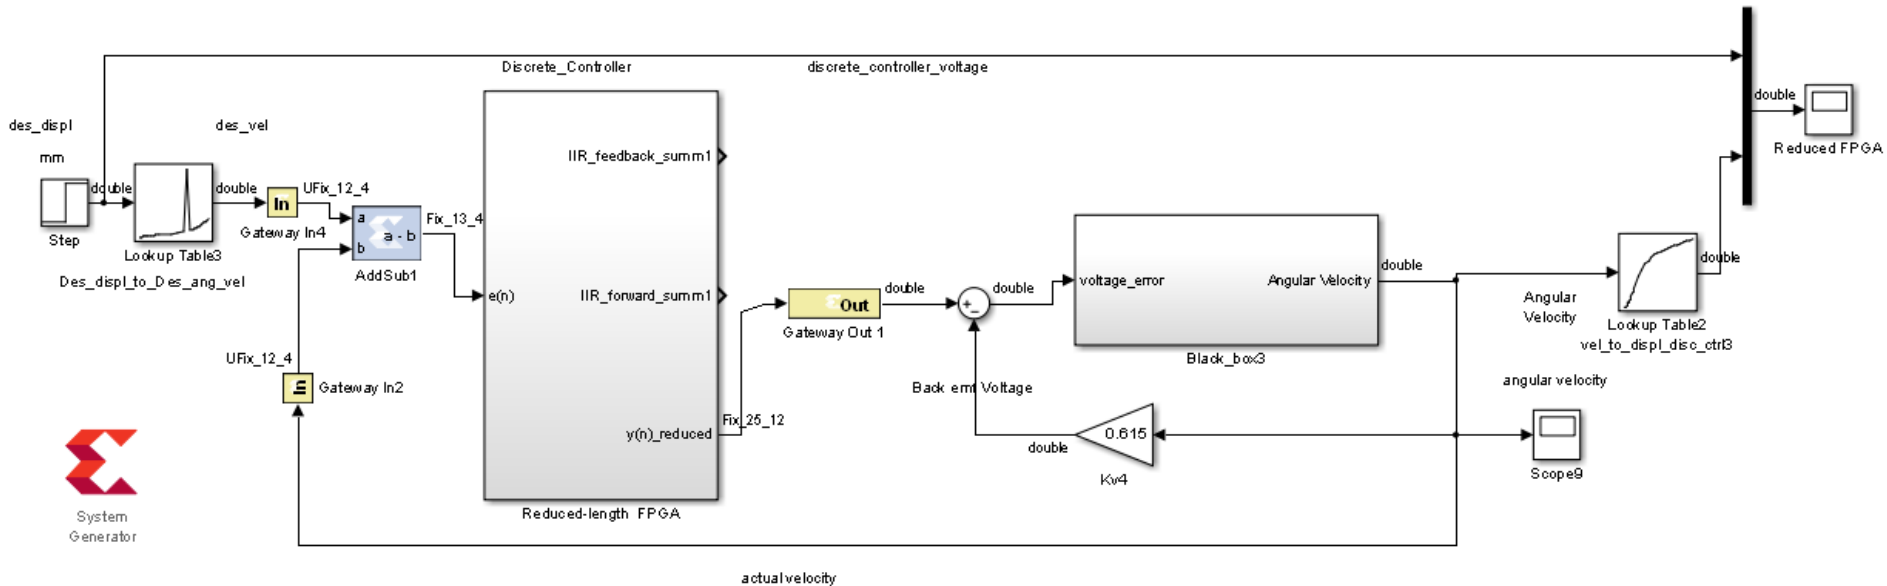 Discrete_Controller
discrete_controller_voltage
double
Reduced FPGA
des_displ
des_vel
mm
double
double
UFix_12_4
Step
Lookup Table3
Des_displ_to_Des_ang_vel
In
Gateway In4
a
b
a - b
AddSub1
Fix_13_4
IIR_feedback_summ1
e(n)
IIR_forward_summ1
y(n)_reduced
Reduced-length FPGA
Fix_25_12
double
Out
Gateway Out 1
+
−
double
voltage_error
Angular Velocity
Black_box3
double
Angular
Velocity
double
Lookup Table2
vel_to_displ_disc_ctrl3
UFix_12_4
In
Gateway In2
Back emf Voltage
0.615
double
Kv4
angular velocity
Scope9
System
Generator
actual velocity